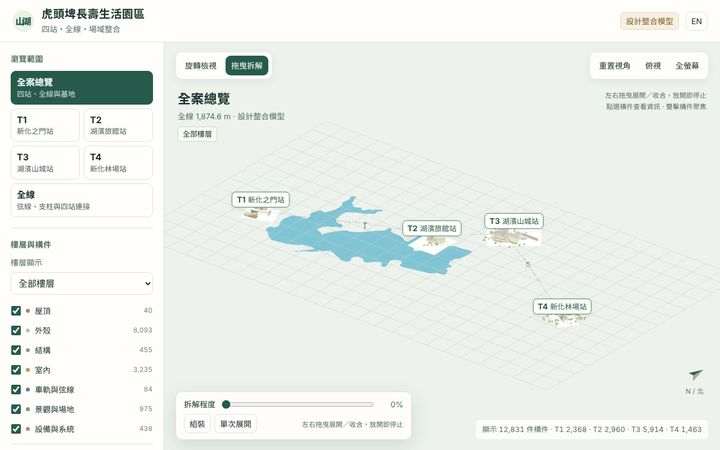 山湖
虎頭埤長壽生活園區
四站・全線・場域整合
設計整合模型
EN
瀏覽範圍
全案總覽
四站、全線與基地
T1
新化之門站
T2
湖濱旅館站
T3
湖濱山城站
T4
新化林場站
全線
弦線、支柱與四站連接
樓層與構件
樓層顯示
全部樓層
屋頂 40
外殼 8,093
結構 455
室內 3,235
車軌與弦線 84
景觀與場地 975
設備與系統 438
旋轉檢視
拖曳拆解
重置視角
俯視
全螢幕
全案總覽
全線 1,874.6 m・設計整合模型
全部樓層
左右拖曳展開／收合，放開即停止
點選構件查看資訊・雙擊構件聚焦
T1 新化之門站
T2 湖濱旅館站
T3 湖濱山城站
T4 新化林場站
N / 北
拆解程度 0%
組裝
單次展開
左右拖曳展開／收合，放開即停止
顯示 12,831 件構件・T1 2,368・T2 2,960・T3 5,914・T4 1,463